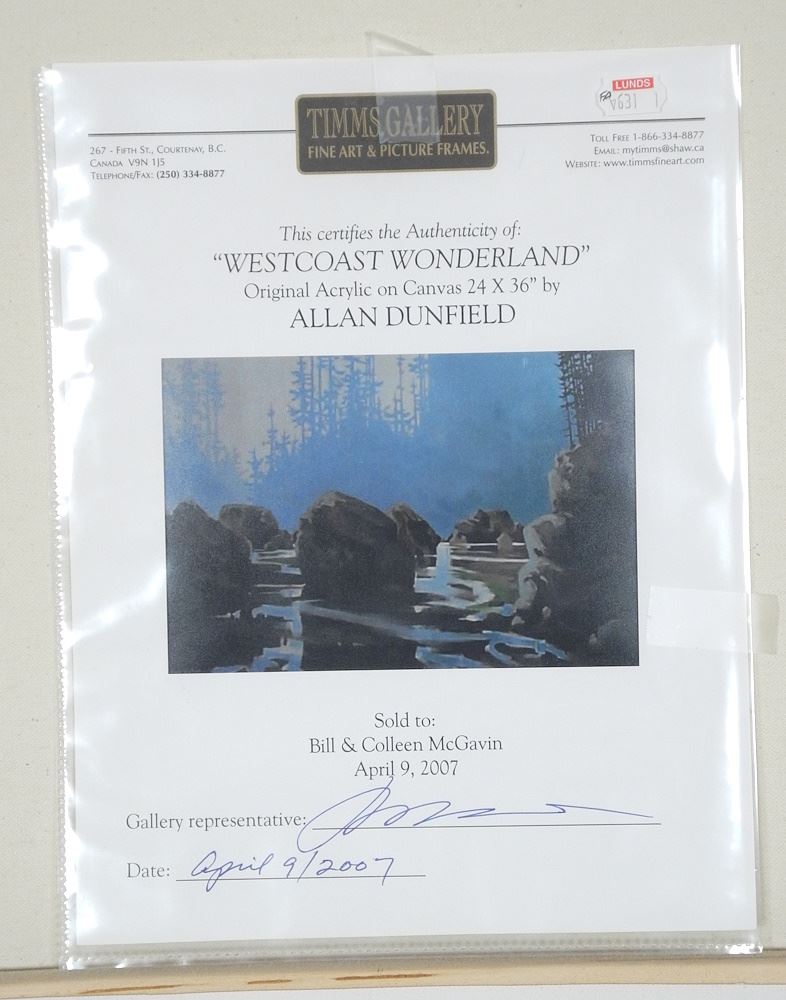 LUNDS
TIMMS GALLERY
FINE ART & PICTURE FRAMES.
267 - FIFTH ST., COURTENAY, B.C.
CANADA V9N 1J5
TELEPHONE/FAX: (250) 334-8877
TOLL FREE 1-866-334-8877
EMAIL: mytimms@shaw.ca
WEBSITE: www.timmsfineart.com
This certifies the Authenticity of:
"WESTCOAST WONDERLAND"
Original Acrylic on Canvas 24 X 36" by
ALLAN DUNFIELD
Sold to:
Bill & Colleen McGavin
April 9, 2007
Gallery representative:
Date: April 9/2007